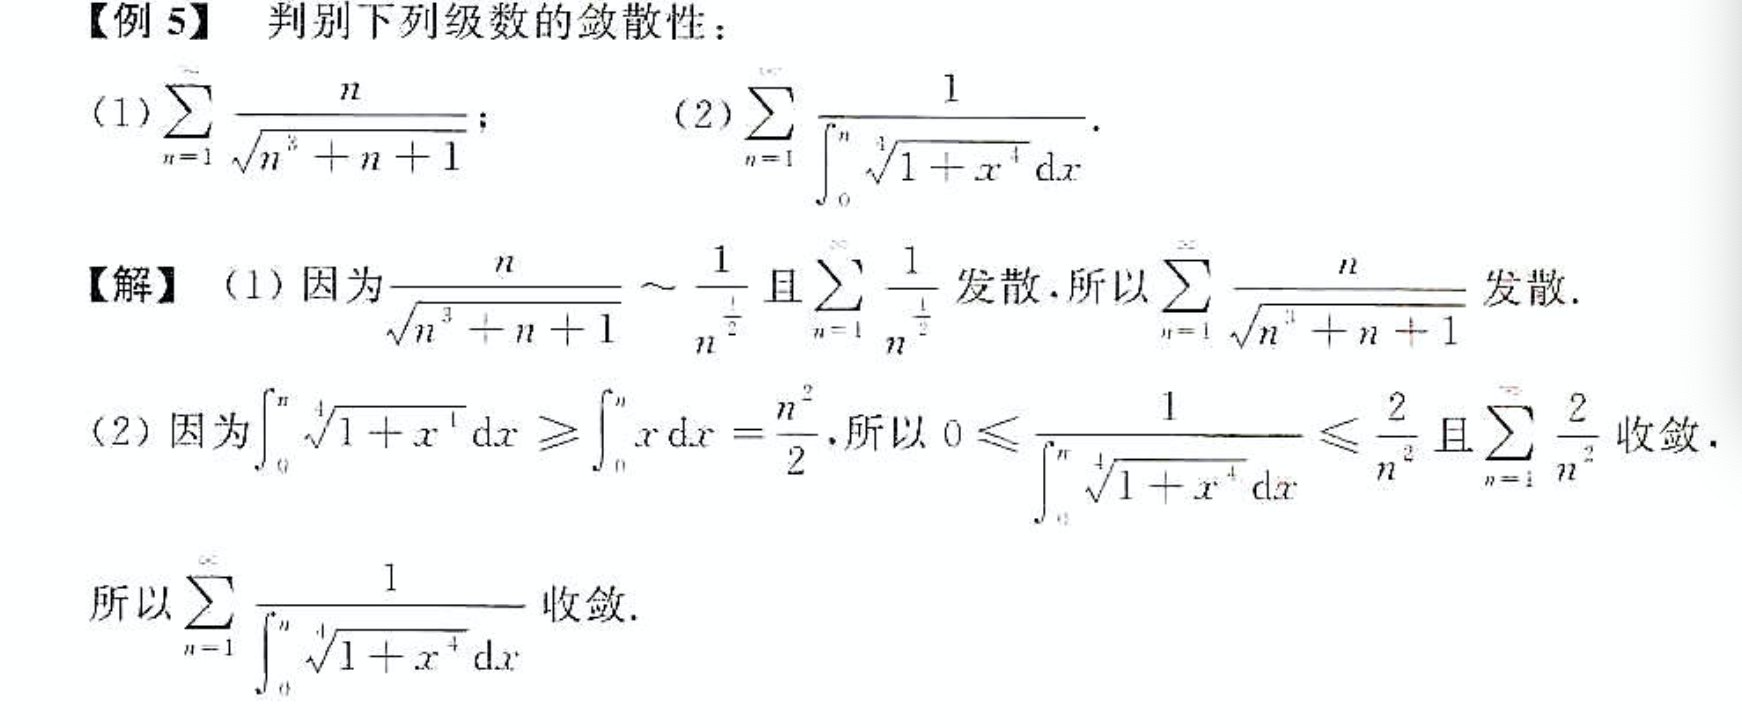 【例 5】 判别下列级数的敛散性：
(1) $\sum_{n=1}^{\infty} \frac{n}{\sqrt{n^3+n+1}}$； (2) $\sum_{n=1}^{\infty} \frac{1}{\int_0^n \sqrt[4]{1+x^4}\,\mathrm{d}x}$.
【解】 (1) 因为 $\frac{n}{\sqrt{n^3+n+1}} \sim \frac{1}{n^{\frac{1}{2}}}$ 且 $\sum_{n=1}^{\infty} \frac{1}{n^{\frac{1}{2}}}$ 发散,所以 $\sum_{n=1}^{\infty} \frac{n}{\sqrt{n^3+n+1}}$ 发散.
(2) 因为 $\int_0^n \sqrt[4]{1+x^4}\,\mathrm{d}x \geqslant \int_0^n x\,\mathrm{d}x = \frac{n^2}{2}$,所以 $0 \leqslant \frac{1}{\int_0^n \sqrt[4]{1+x^4}\,\mathrm{d}x} \leqslant \frac{2}{n^2}$ 且 $\sum_{n=1}^{\infty} \frac{2}{n^2}$ 收敛.
所以 $\sum_{n=1}^{\infty} \frac{1}{\int_0^n \sqrt[4]{1+x^4}\,\mathrm{d}x}$ 收敛.